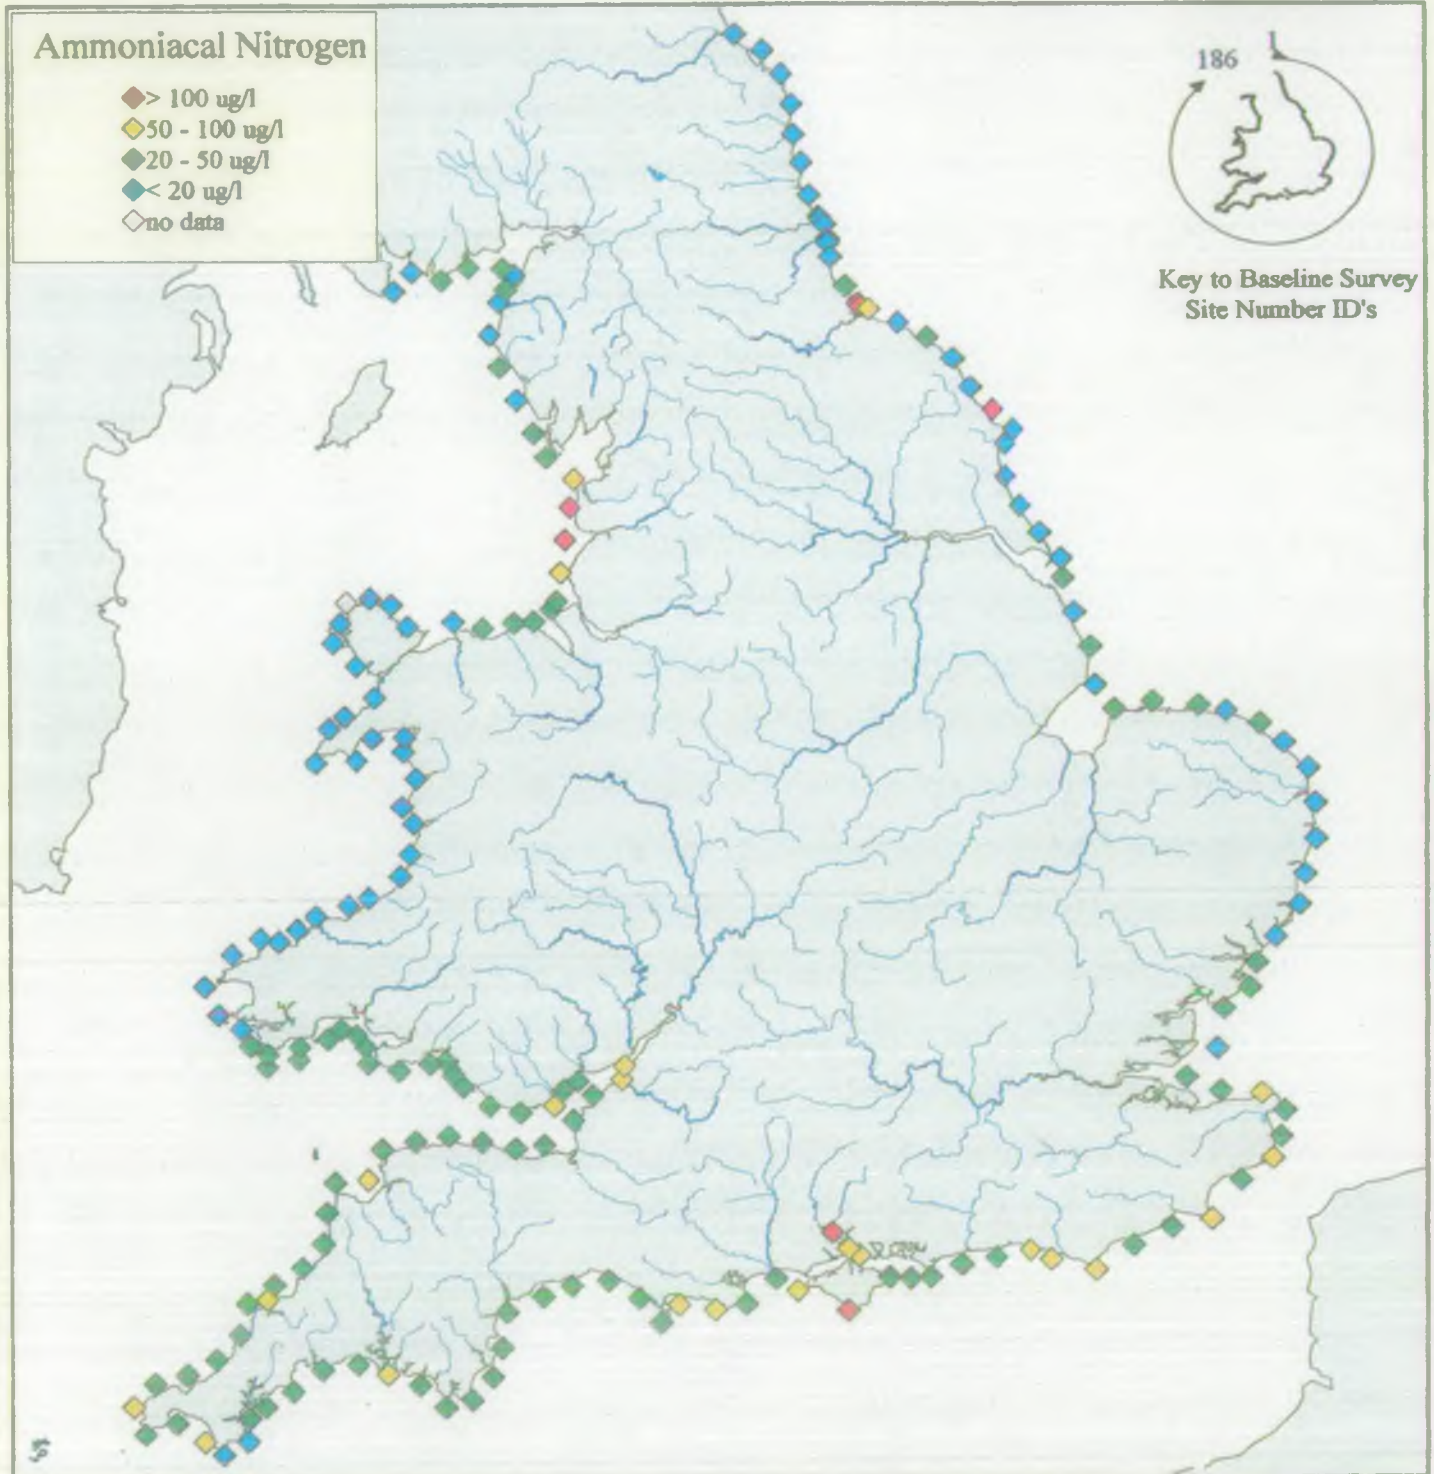 Ammoniacal Nitrogen
> 100 ug/l
50 - 100 ug/l
20 - 50 ug/l
< 20 ug/l
no data
1
186
Key to Baseline Survey
Site Number ID's